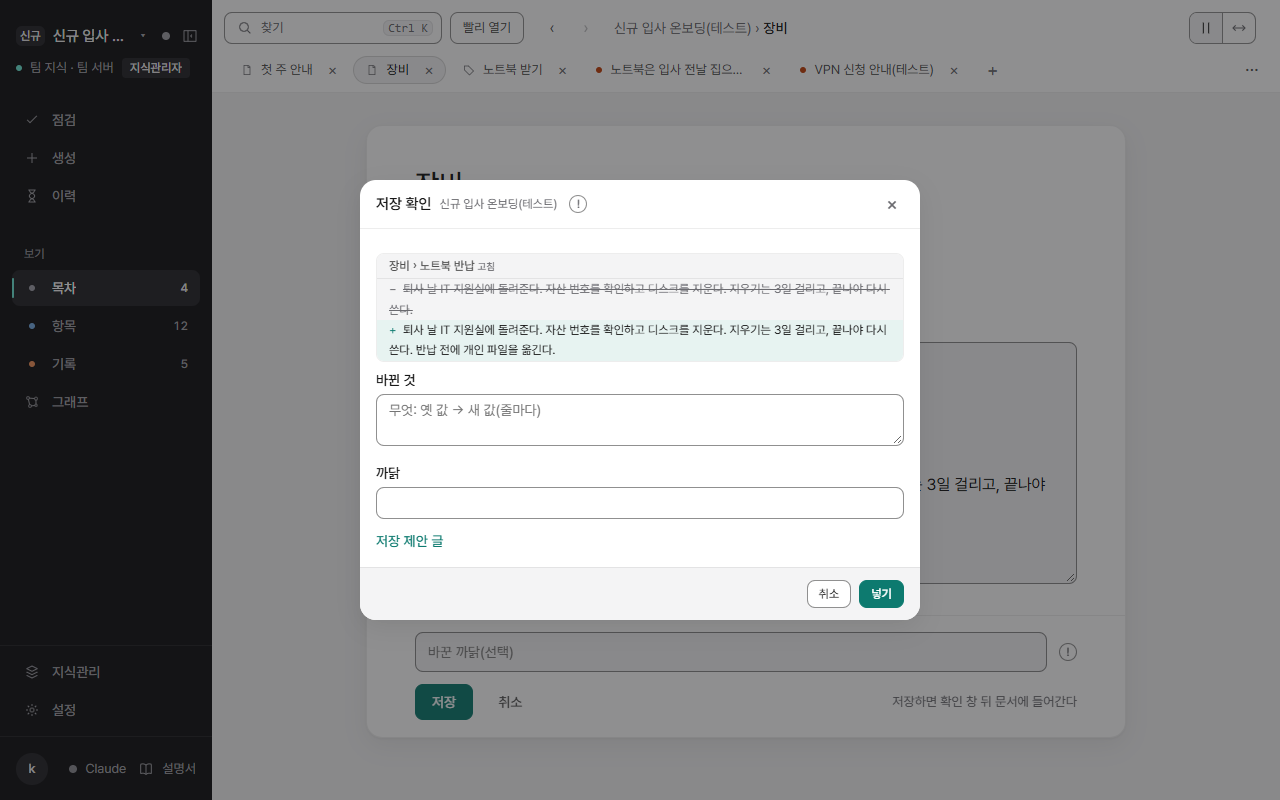 신규 신규 입사 ...
팀 지식 · 팀 서버 지식관리자
점검
생성
이력
보기
목차 4
항목 12
기록 5
그래프
지식관리
설정
k Claude 설명서
찾기 Ctrl K 빨리 열기 ‹ › 신규 입사 온보딩(테스트) › 장비
첫 주 안내 × 장비 × 노트북 받기 × 노트북은 입사 전날 집으... × VPN 신청 안내(테스트) × + ...
장비
저장 확인 신규 입사 온보딩(테스트) ! ×
장비 › 노트북 반납 고침
− 퇴사 날 IT 지원실에 돌려준다. 자산 번호를 확인하고 디스크를 지운다. 지우기는 3일 걸리고, 끝나야 다시
쓴다.
+ 퇴사 날 IT 지원실에 돌려준다. 자산 번호를 확인하고 디스크를 지운다. 지우기는 3일 걸리고, 끝나야 다시
쓴다. 반납 전에 개인 파일을 옮긴다.
바뀐 것
무엇: 옛 값 → 새 값(줄마다)
까닭
저장 제안 글
취소 넣기
3일 걸리고, 끝나야
바꾼 까닭(선택) !
저장 취소 저장하면 확인 창 뒤 문서에 들어간다